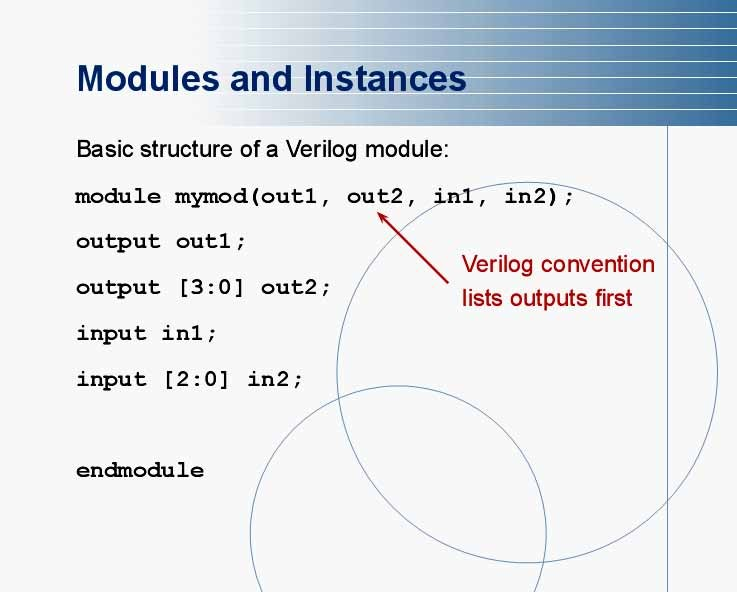 Modules and Instances
Basic structure of a Verilog module:
module mymod(out1, out2, in1, in2);
output out1;
output [3:0] out2;
input in1;
input [2:0] in2;
endmodule
Verilog convention
lists outputs first